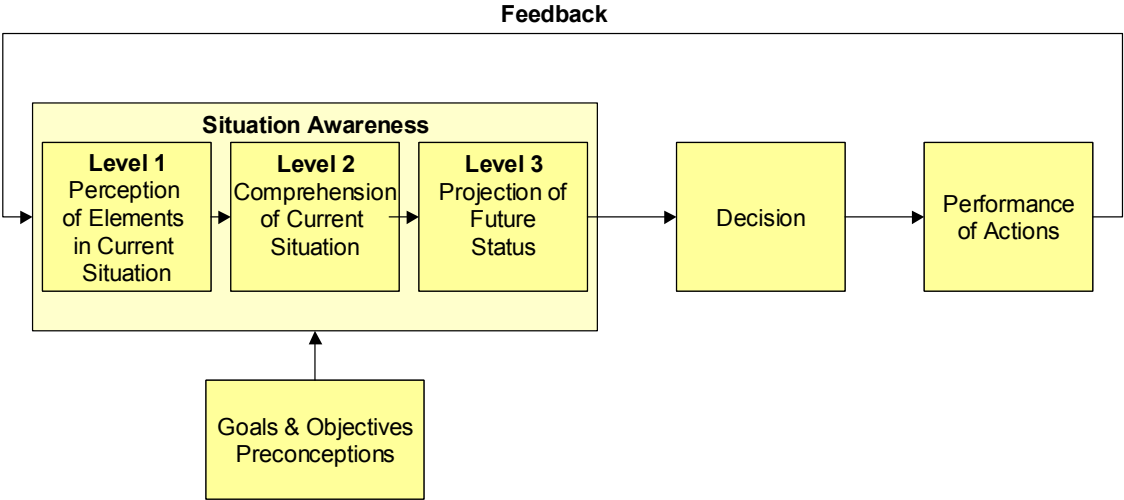 Feedback
Situation Awareness
Level 1
Perception
of Elements
in Current
Situation
Level 2
Comprehension
of Current
Situation
Level 3
Projection of
Future
Status
Decision
Performance
of Actions
Goals & Objectives
Preconceptions